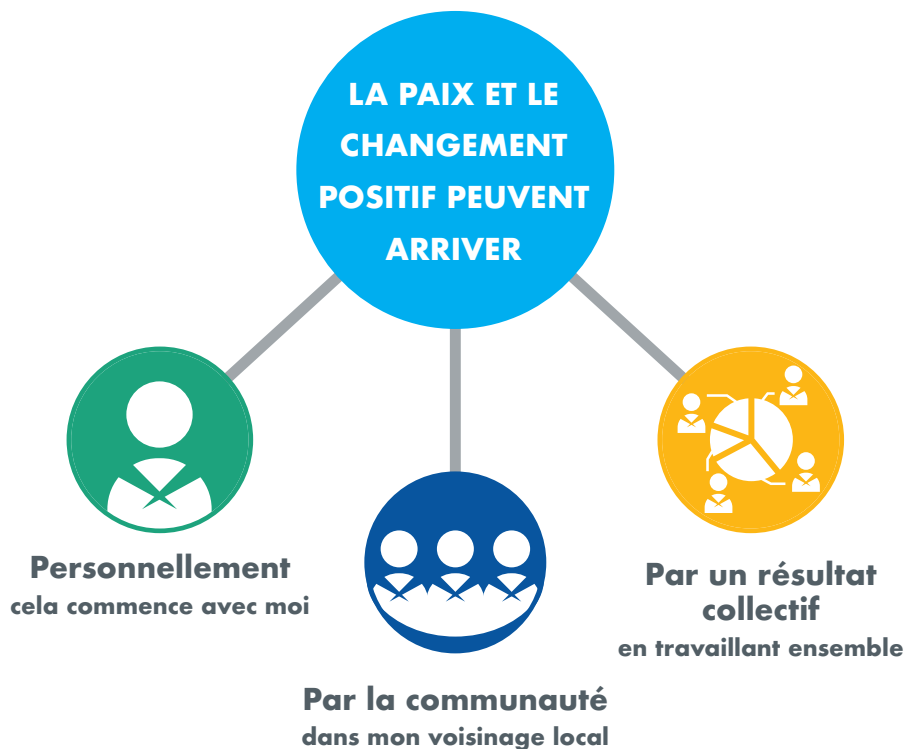 LA PAIX ET LE
CHANGEMENT
POSITIF PEUVENT
ARRIVER
Personnellement
cela commence avec moi
Par la communauté
dans mon voisinage local
Par un résultat
collectif
en travaillant ensemble